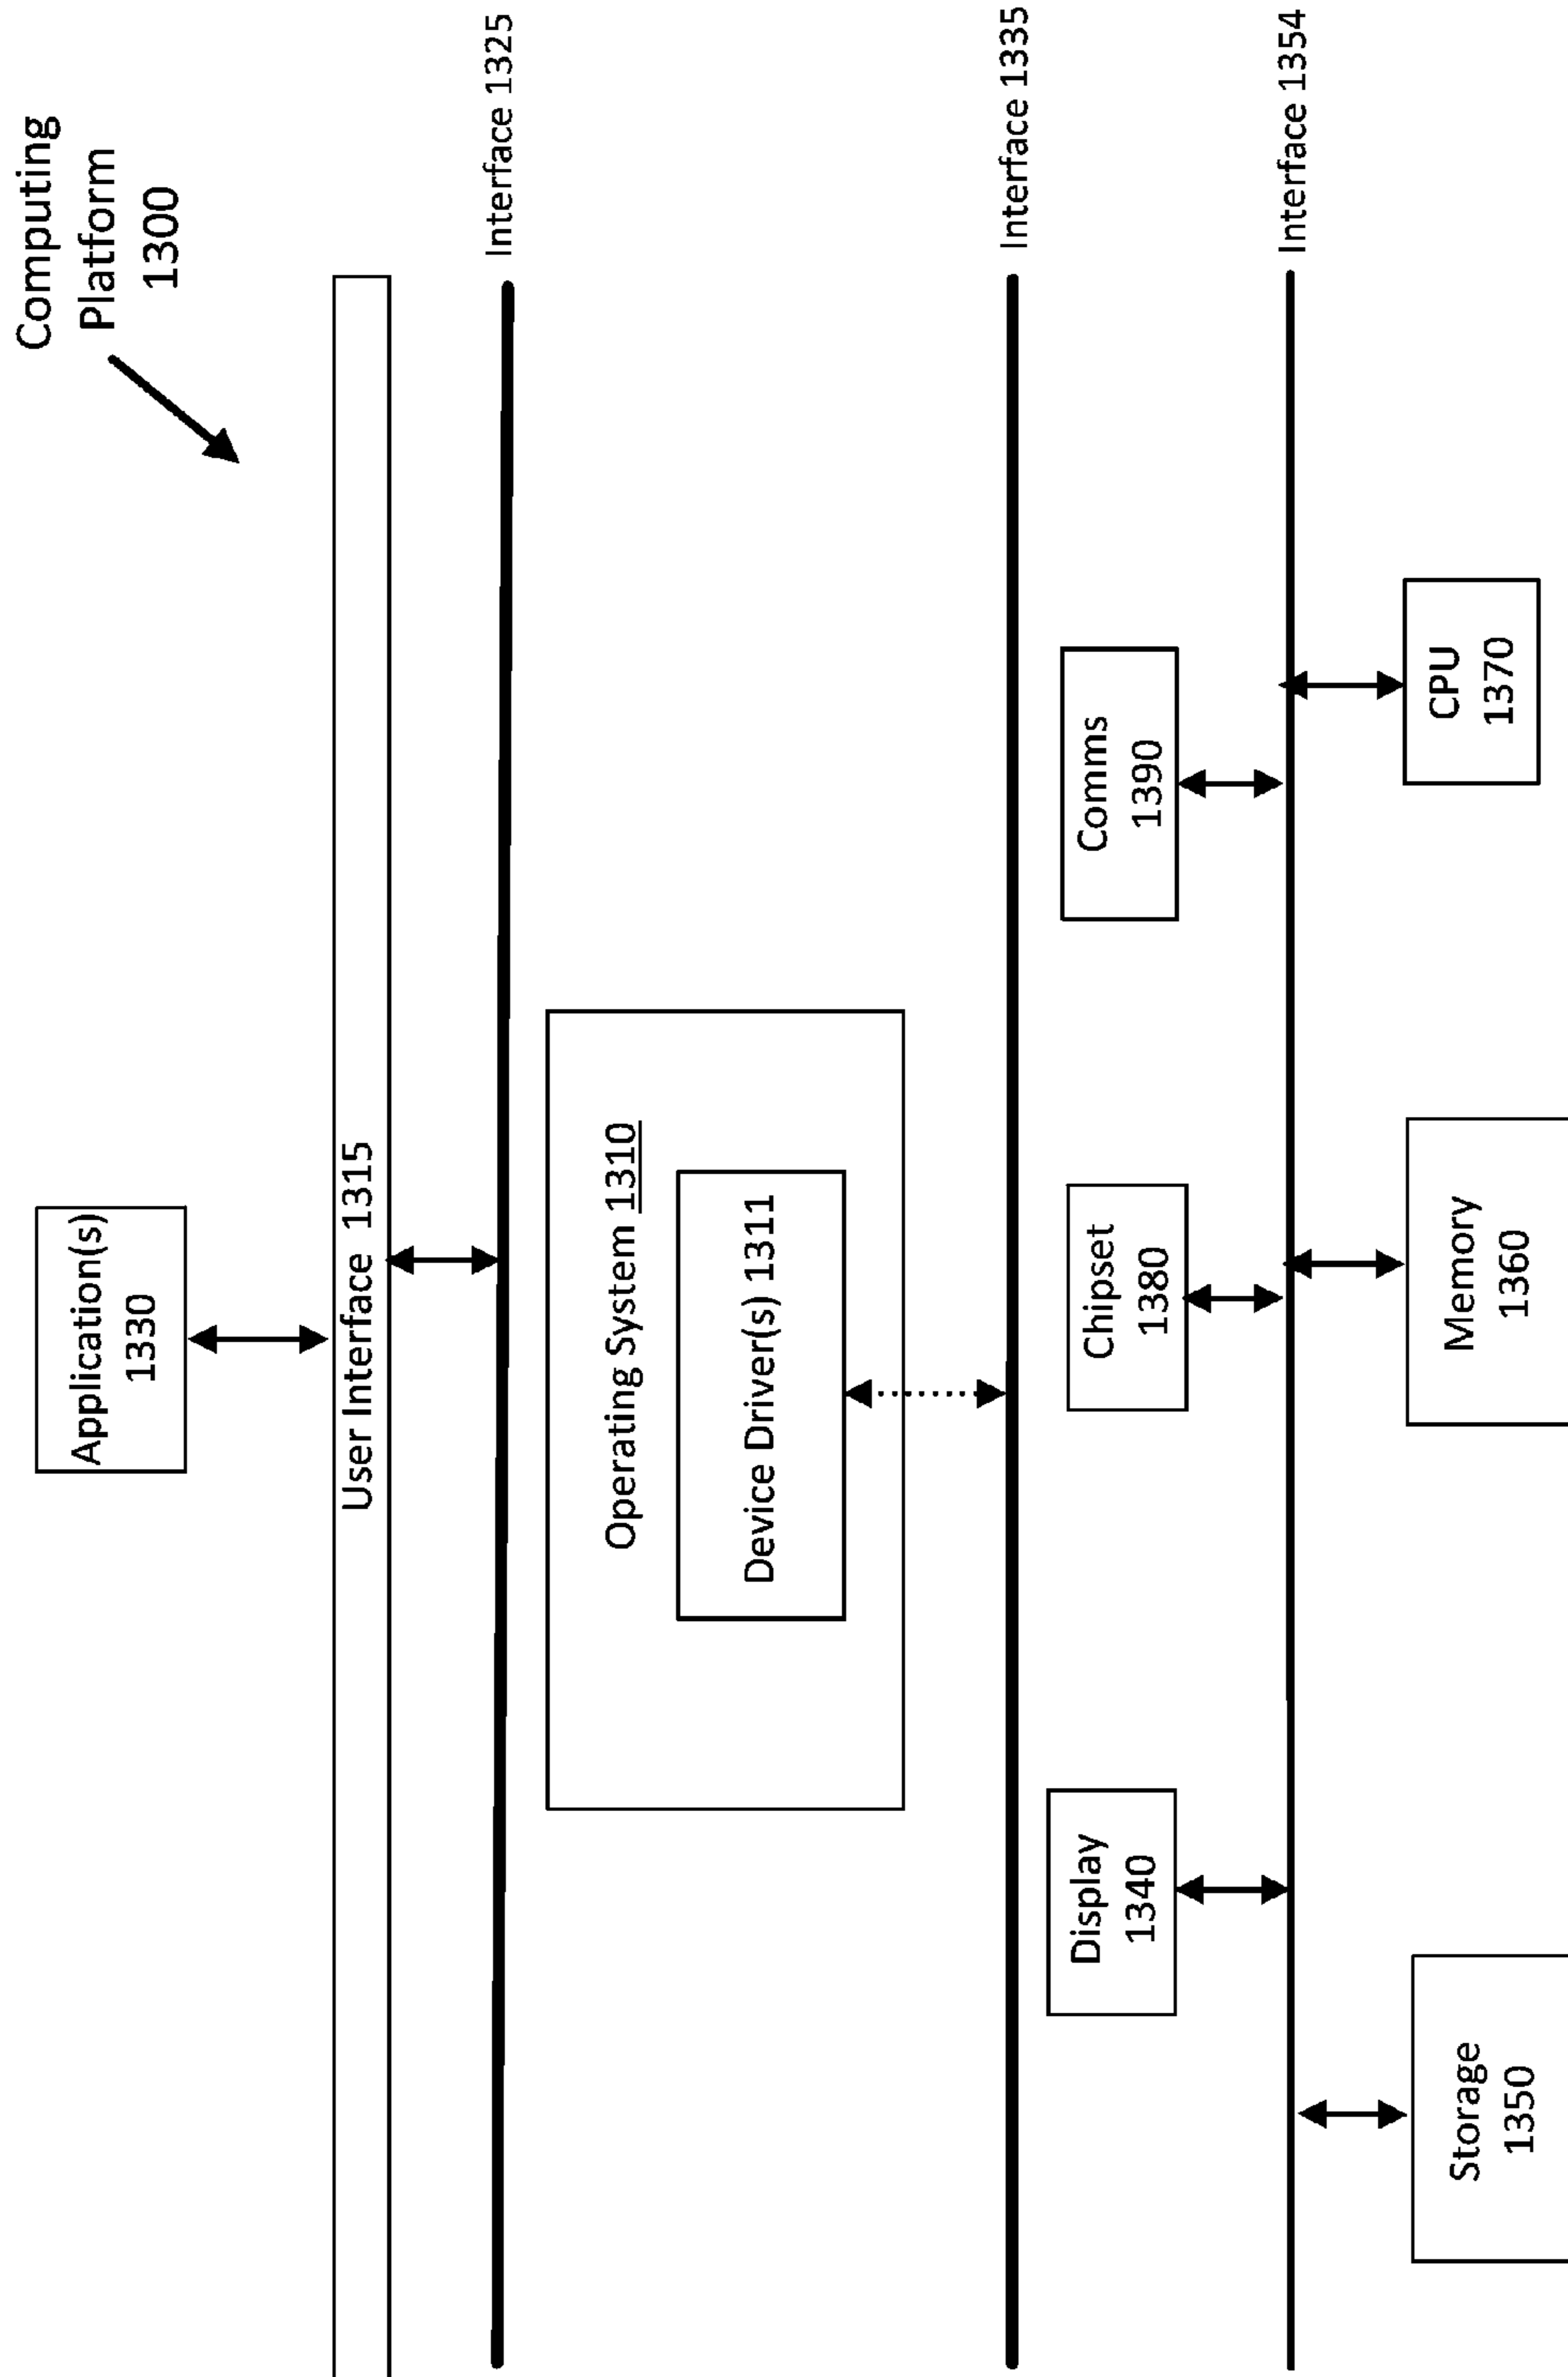 Computing
Platform
1300
Application(s)
1330
User Interface 1315
Interface 1325
Operating System 1310
Device Driver(s) 1311
Interface 1335
Display
1340
Chipset
1380
Comms
1390
Interface 1354
Storage
1350
Memory
1360
CPU
1370